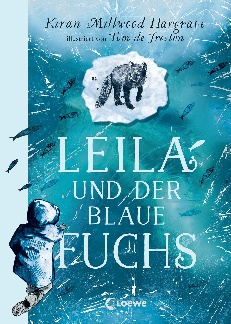 Kiran Millwood Hargrave
illustriert von Tom de Freston
LEILA
UND DER
BLAUE
FUCHS
Loewe